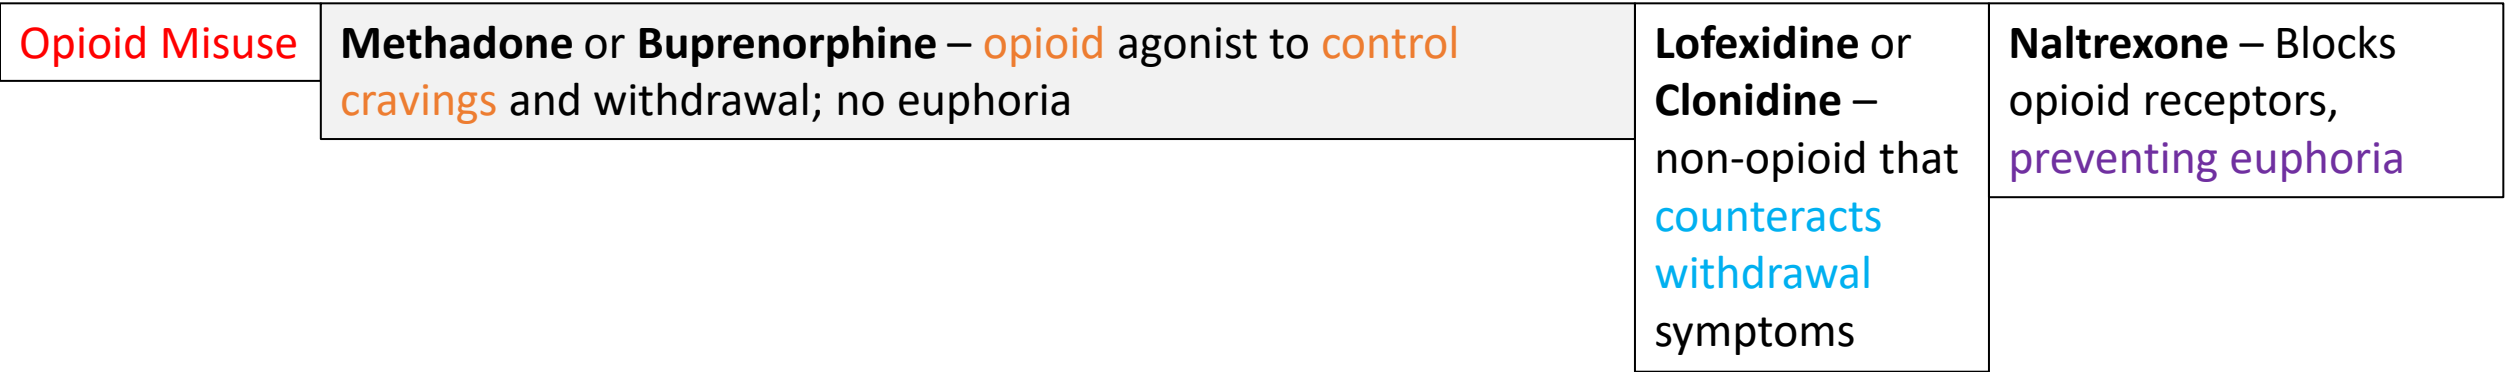 Opioid Misuse
Methadone or Buprenorphine – opioid agonist to control
cravings and withdrawal; no euphoria
Lofexidine or
Clonidine –
non-opioid that
counteracts
withdrawal
symptoms
Naltrexone – Blocks
opioid receptors,
preventing euphoria